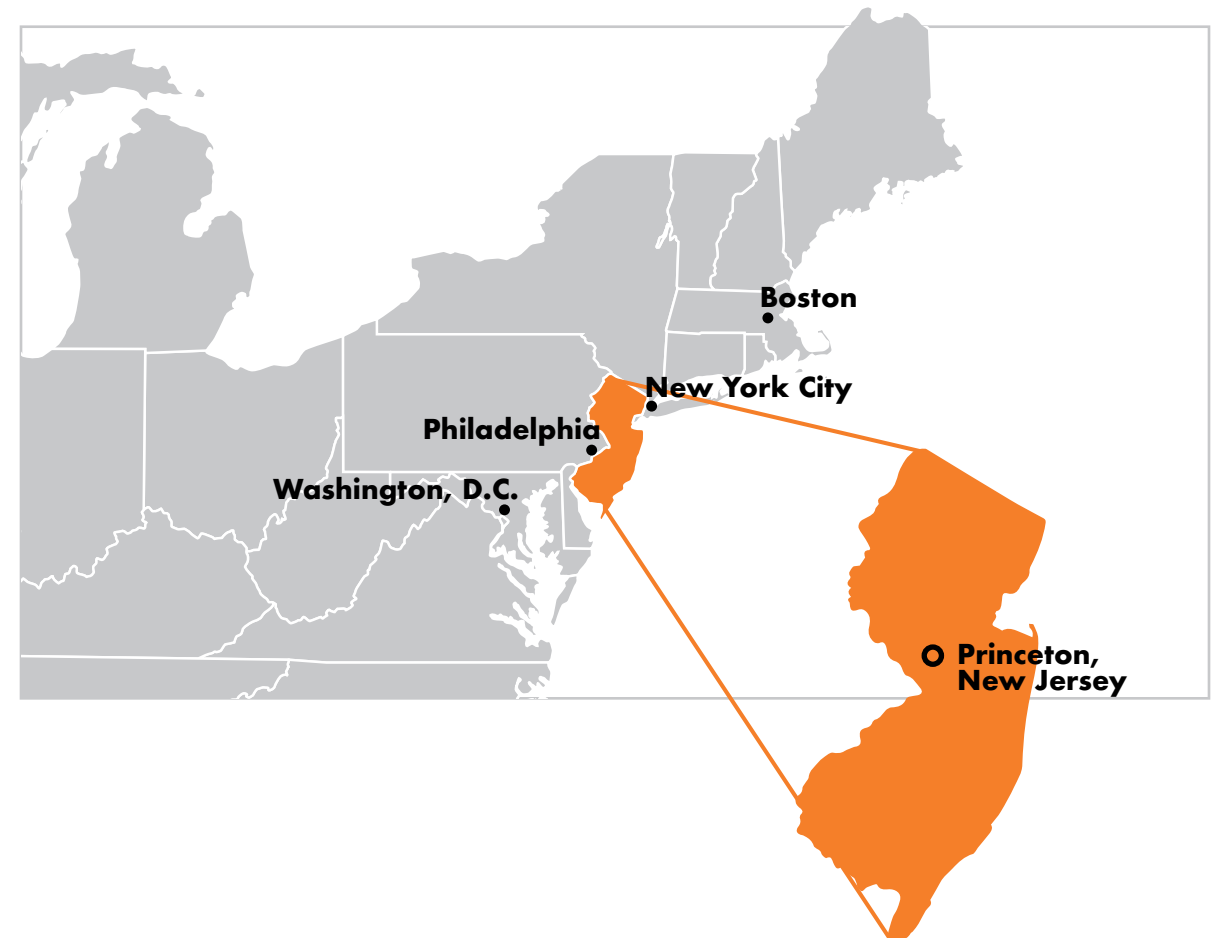 Boston
New York City
Philadelphia
Washington, D.C.
Princeton,
New Jersey